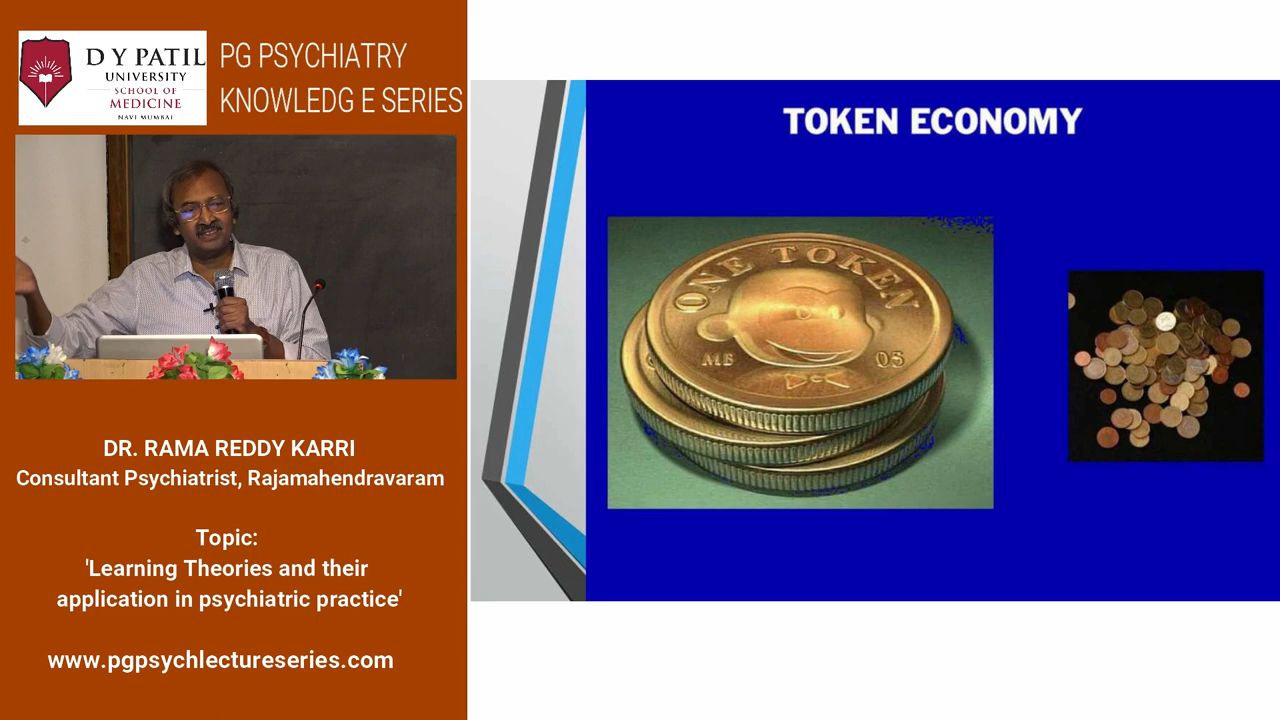 D Y PATIL
UNIVERSITY
SCHOOL OF
MEDICINE
NAVI MUMBAI
PG PSYCHIATRY
KNOWLEDG E SERIES
DR. RAMA REDDY KARRI
Consultant Psychiatrist, Rajamahendravaram
Topic:
'Learning Theories and their
application in psychiatric practice'
www.pgpsychlectureseries.com
TOKEN ECONOMY
ONE TOKEN
MB 05